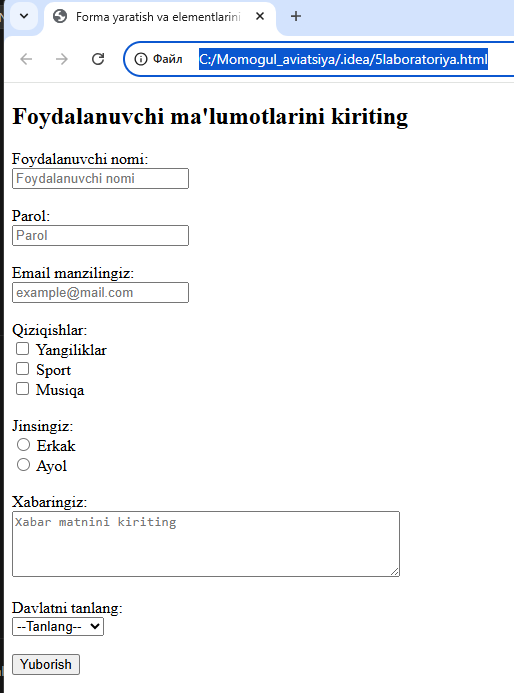 Forma yaratish va elementlarini
Файл
C:/Momogul_aviatsiya/.idea/5laboratoriya.html
Foydalanuvchi ma'lumotlarini kiriting
Foydalanuvchi nomi:
Foydalanuvchi nomi
Parol:
Parol
Email manzilingiz:
example@mail.com
Qiziqishlar:
Yangiliklar
Sport
Musiqa
Jinsingiz:
Erkak
Ayol
Xabaringiz:
Xabar matnini kiriting
Davlatni tanlang:
--Tanlang--
Yuborish